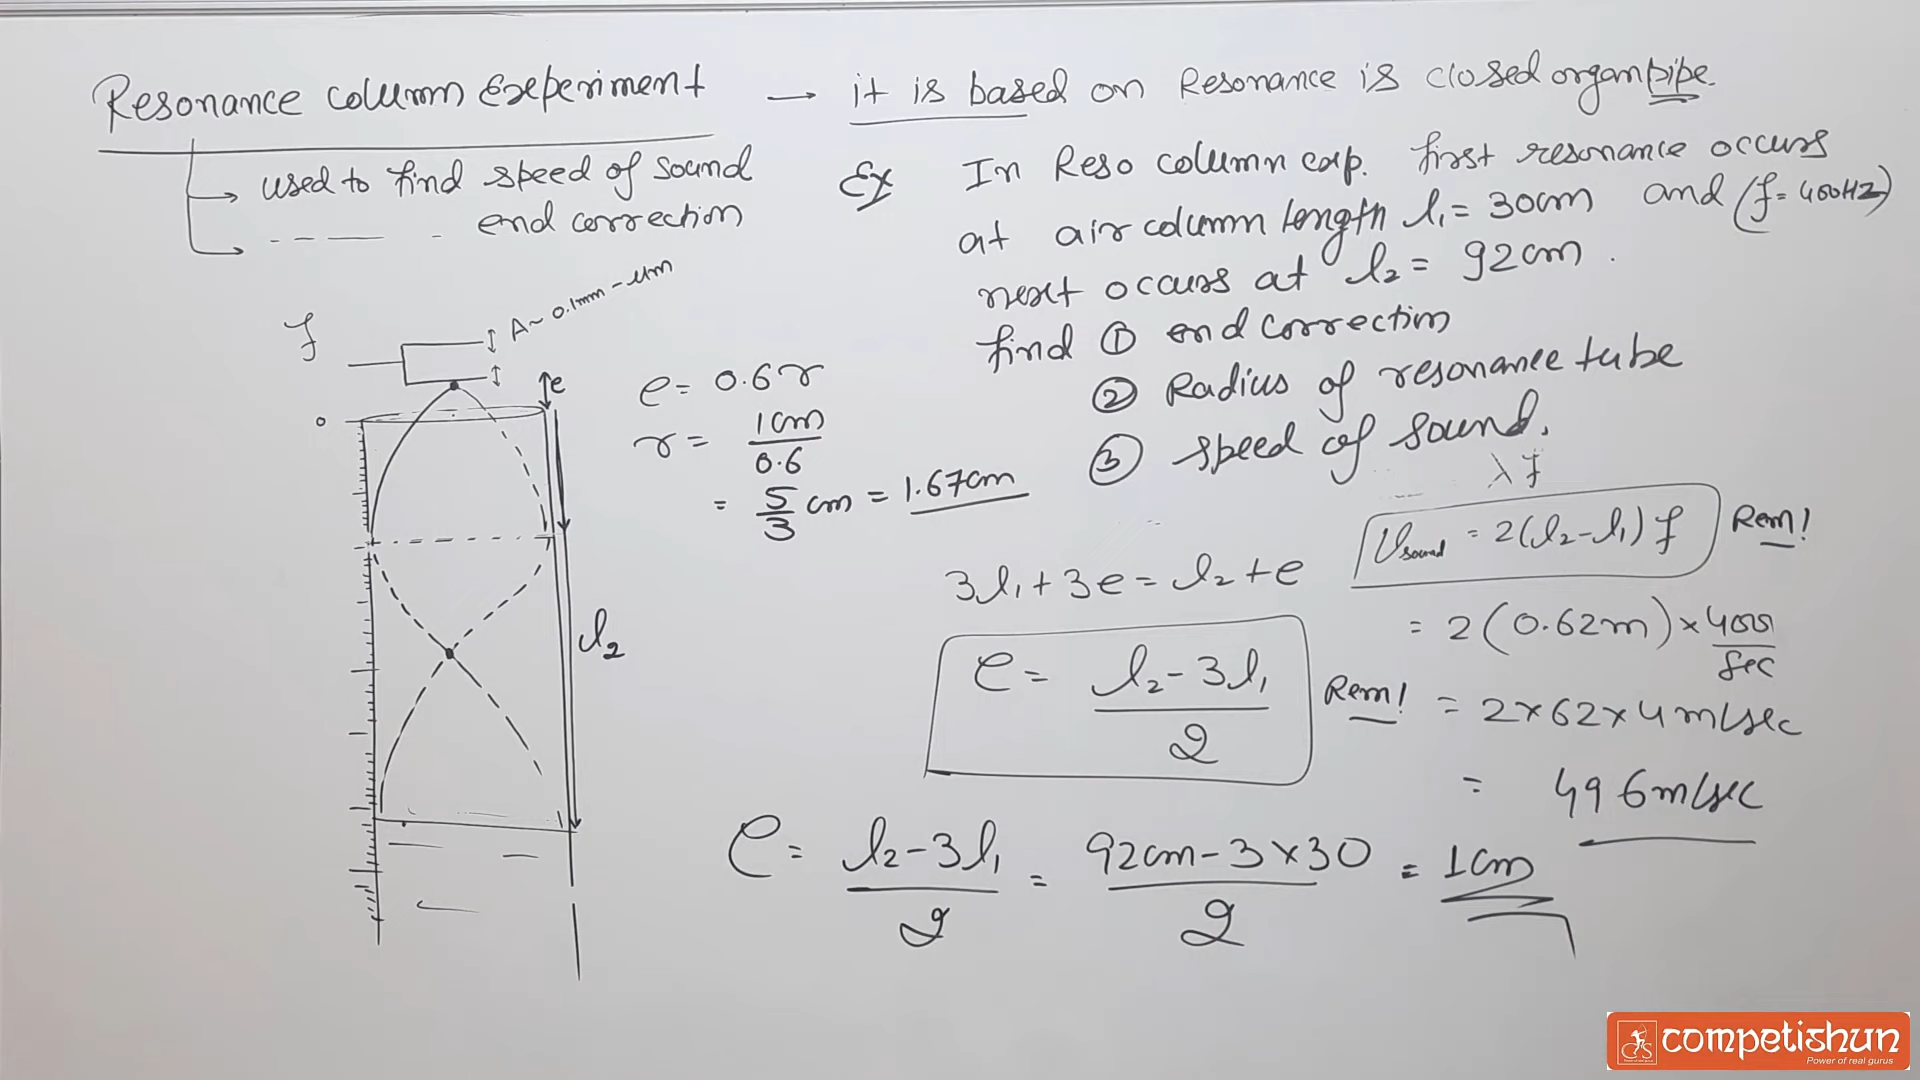 Resonance column Experiment → it is based on Resonance is closed organ pipe.
→ used to find speed of sound
→ ---- - end correction
Ex In Reso column exp. first resonance occurs
at air column length l₁ = 30cm and (f = 400Hz)
next occurs at l₂ = 92cm.
find ① end correction
② Radius of resonance tube
③ speed of sound.
λf
f
A ~ 0.1mm - μm
e
o
l₂
e = 0.6r
r = 1cm / 0.6
= 5/3 cm = 1.67cm
3l₁ + 3e = l₂ + e
e = (l₂ - 3l₁) / 2 Rem!
V sound = 2(l₂ - l₁) f Rem!
= 2(0.62m) × 400/sec
= 2×62×4 m/sec
= 496 m/sec
e = (l₂ - 3l₁) / 2 = (92cm - 3×30) / 2 = 1cm
competishun
Power of real gurus